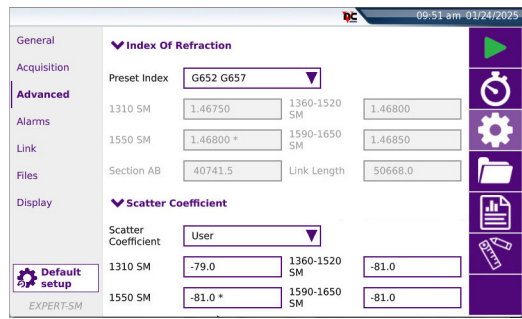 09:51 am 01/24/2025
General
Acquisition
Advanced
Alarms
Link
Files
Display
Default
setup
EXPERT-SM
Index Of Refraction
Preset Index G652 G657
1310 SM 1.46750 1360-1520 SM 1.46800
1550 SM 1.46800 * 1590-1650 SM 1.46850
Section AB 40741.5 Link Length 50668.0
Scatter Coefficient
Scatter Coefficient User
1310 SM -79.0 1360-1520 SM -81.0
1550 SM -81.0 * 1590-1650 SM -81.0